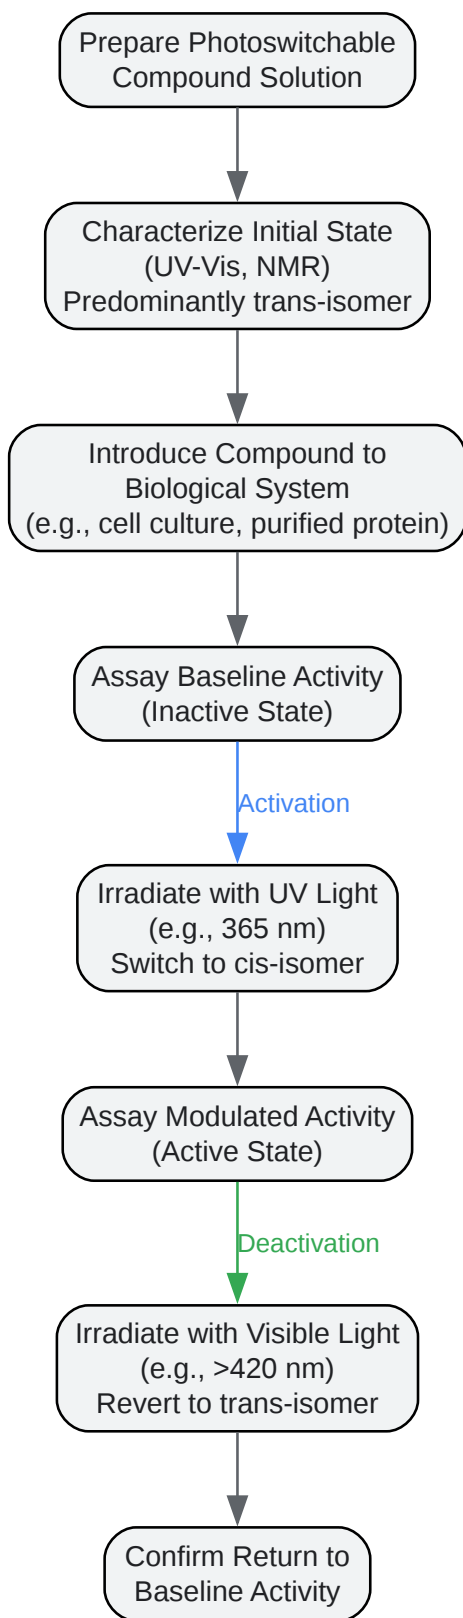 Prepare Photoswitchable
Compound Solution
Characterize Initial State
(UV-Vis, NMR)
Predominantly trans-isomer
Introduce Compound to
Biological System
(e.g., cell culture, purified protein)
Assay Baseline Activity
(Inactive State)
Activation
Irradiate with UV Light
(e.g., 365 nm)
Switch to cis-isomer
Assay Modulated Activity
(Active State)
Deactivation
Irradiate with Visible Light
(e.g., >420 nm)
Revert to trans-isomer
Confirm Return to
Baseline Activity